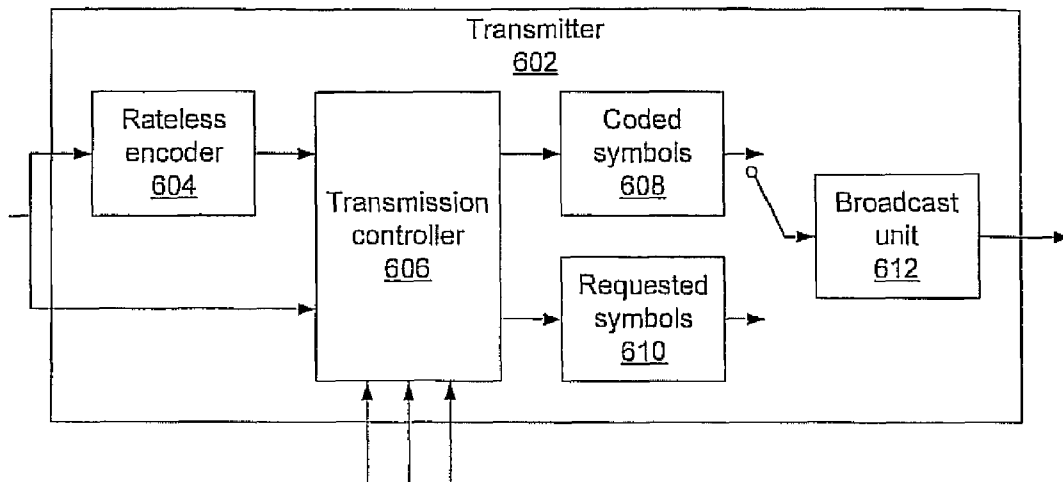 Transmitter
602
Rateless
encoder
604
Transmission
controller
606
Coded
symbols
608
Requested
symbols
610
Broadcast
unit
612